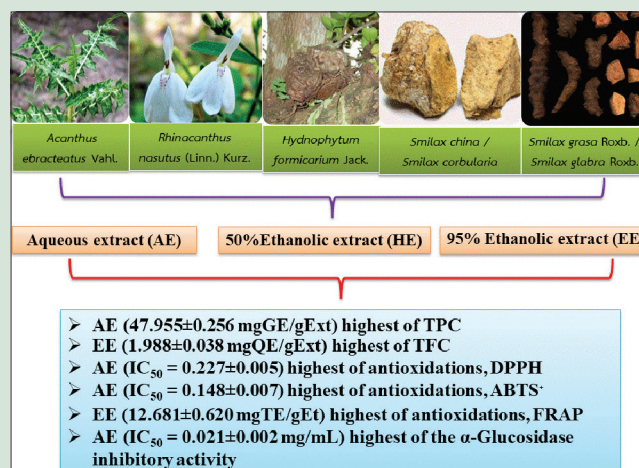 Acanthus
ebracteatus Vahl.
Rhinacanthus
nasutus (Linn.) Kurz.
Hydnophytum
formicarium Jack.
Smilax china /
Smilax corbularia
Smilax grasa Roxb. /
Smilax glabra Roxb.
Aqueous extract (AE)
50%Ethanolic extract (HE)
95% Ethanolic extract (EE
➢ AE (47.955±0.256 mgGE/gExt) highest of TPC
➢ EE (1.988±0.038 mgQE/gExt) highest of TFC
➢ AE (IC50 = 0.227±0.005) highest of antioxidations, DPPH
➢ AE (IC50 = 0.148±0.007) highest of antioxidations, ABTS+
➢ EE (12.681±0.620 mgTE/gEt) highest of antioxidations, FRAP
➢ AE (IC50 = 0.021±0.002 mg/mL) highest of the α-Glucosidase
inhibitory activity